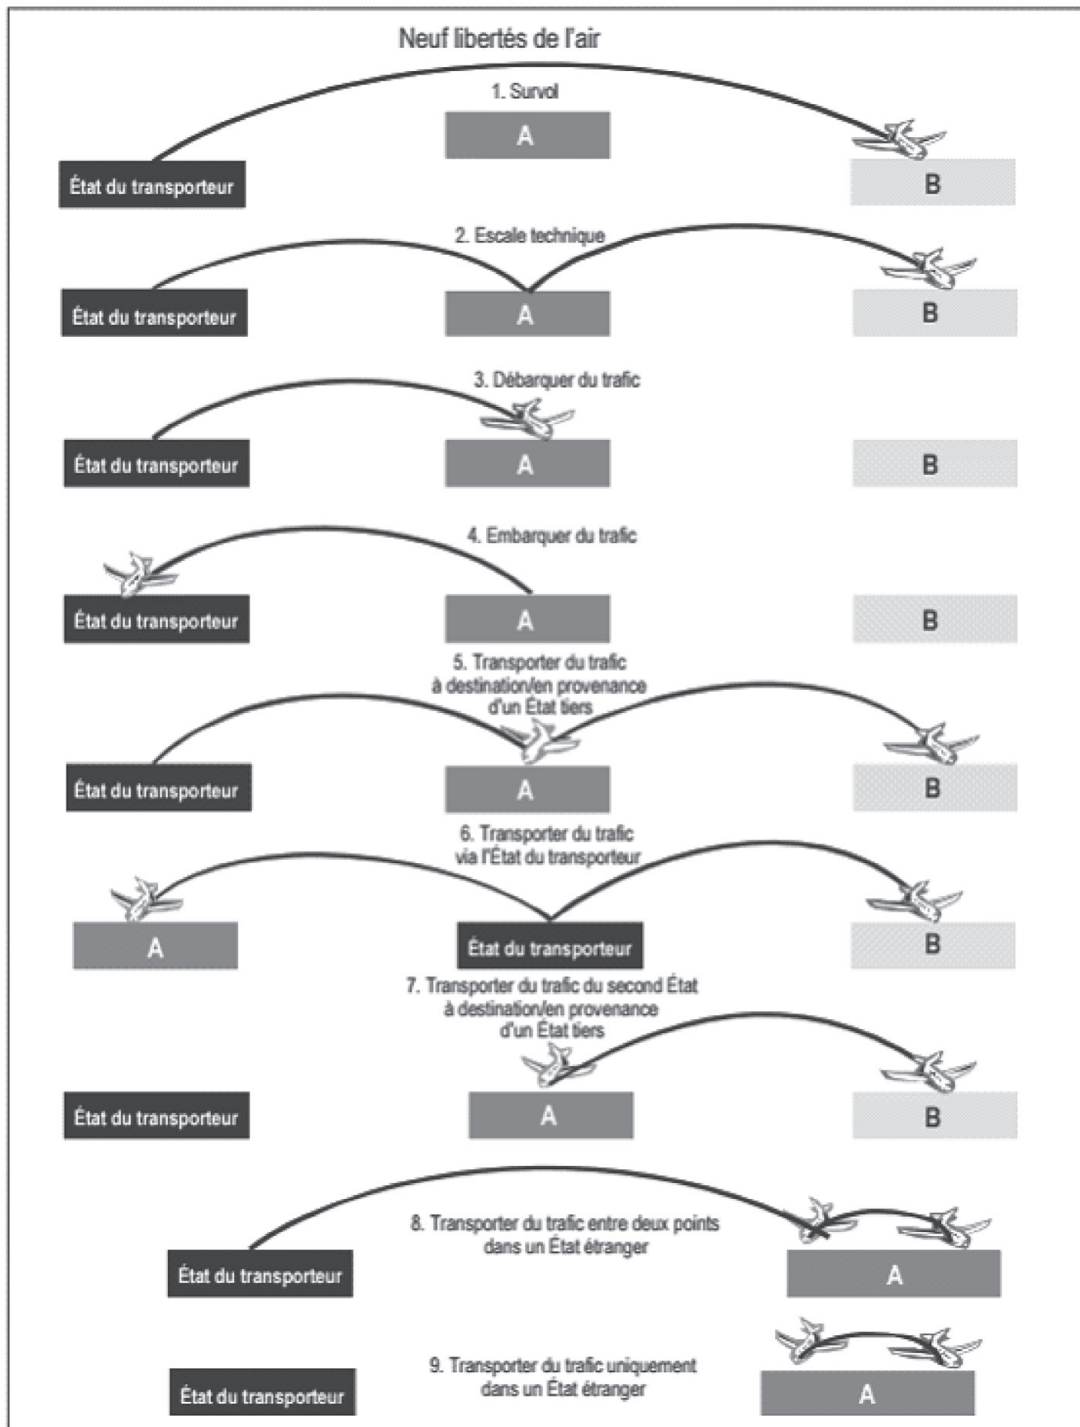 Neuf libertés de l'air
1. Survol
A
État du transporteur
B
2. Escale technique
État du transporteur
A
B
3. Débarquer du trafic
État du transporteur
A
B
4. Embarquer du trafic
État du transporteur
A
B
5. Transporter du trafic
à destination/en provenance
d'un État tiers
État du transporteur
A
B
6. Transporter du trafic
via l'État du transporteur
A
État du transporteur
B
7. Transporter du trafic du second État
à destination/en provenance
d'un État tiers
État du transporteur
A
B
8. Transporter du trafic entre deux points
dans un État étranger
État du transporteur
A
9. Transporter du trafic uniquement
dans un État étranger
État du transporteur
A